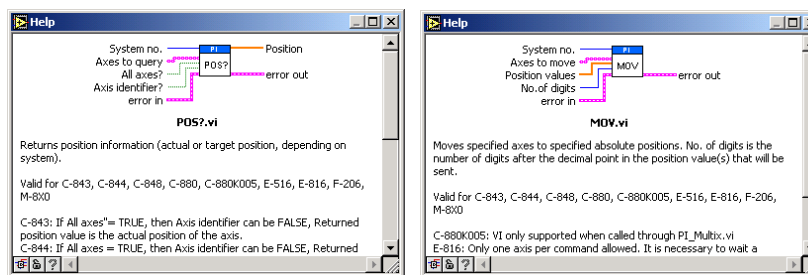 Help
System no.
Axes to query
All axes?
Axis identifier?
error in
PI
POS?
Position
error out
POS?.vi
Returns position information (actual or target position, depending on
system).
Valid for C-843, C-844, C-848, C-880, C-880K005, E-516, E-816, F-206,
M-8X0
C-843: If All axes"= TRUE, then Axis identifier can be FALSE, Returned
position value is the actual position of the axis.
C-844: If All axes = TRUE, then Axis identifier can be FALSE, Returned
?
Help
System no.
Axes to move
Position values
No.of digits
error in
PI
MOV
error out
MOV.vi
Moves specified axes to specified absolute positions. No. of digits is the
number of digits after the decimal point in the position value(s) that will be
sent.
Valid for C-843, C-844, C-848, C-880, C-880K005, E-516, E-816, F-206,
M-8X0
C-880K005: VI only supported when called through PI_Multix.vi
E-816: Only one axis per command allowed. It is necessary to wait a
?